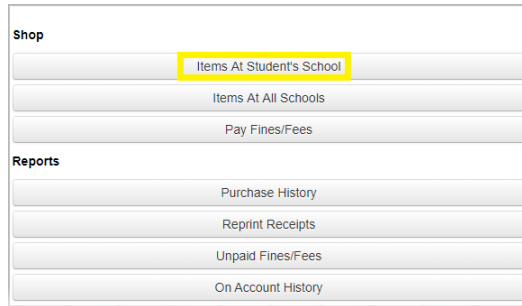 Shop
Items At Student's School
Items At All Schools
Pay Fines/Fees
Reports
Purchase History
Reprint Receipts
Unpaid Fines/Fees
On Account History